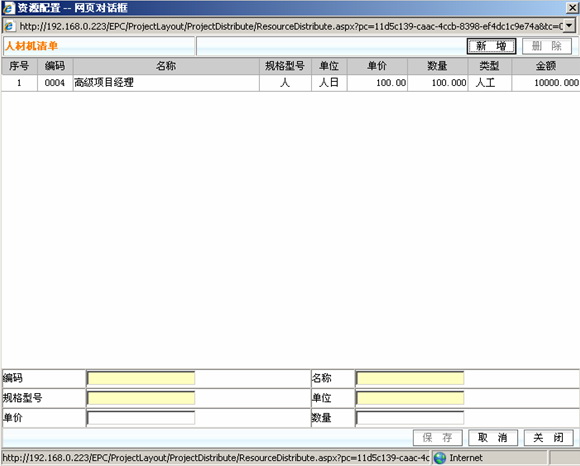 资源配置 -- 网页对话框
http://192.168.0.223/EPC/ProjectLayout/ProjectDistribute/ResourceDistribute.aspx?pc=11d5c139-caac-4ccb-8398-ef4dc1c9e74a&tc=0
人材机清单 新 增 删 除
序号 编码 名称 规格型号 单位 单价 数量 类型 金额
1 0004 高级项目经理 人 人日 100.00 100.000 人工 10000.000
编码 名称
规格型号 单位
单价 数量
保 存 取 消 关 闭
http://192.168.0.223/EPC/ProjectLayout/ProjectDistribute/ResourceDistribute.aspx?pc=11d5c139-caac-4c Internet